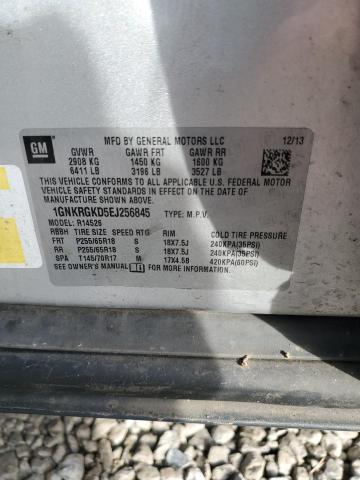 GM
MFD BY GENERAL MOTORS LLC 12/13
GVWR GAWR FRT GAWR RR
2908 KG 1450 KG 1600 KG
6411 LB 3196 LB 3527 LB
THIS VEHICLE CONFORMS TO ALL APPLICABLE U.S. FEDERAL MOTOR
VEHICLE SAFETY STANDARDS IN EFFECT ON THE DATE OF
MANUFACTURE SHOWN ABOVE.
1GNKRGKD5EJ256845 TYPE: M.P.V.
MODEL: R14526
RBBH TIRE SIZE SPEED RTG RIM COLD TIRE PRESSURE
FRT P255/65R18 S 18X7.5J 240KPA(35PSI)
RR P255/65R18 S 18X7.5J 240KPA(35PSI)
SPA T145/70R17 M 17X4.5B 420KPA(60PSI)
SEE OWNER'S MANUAL FOR ADDITIONAL INFORMATION.